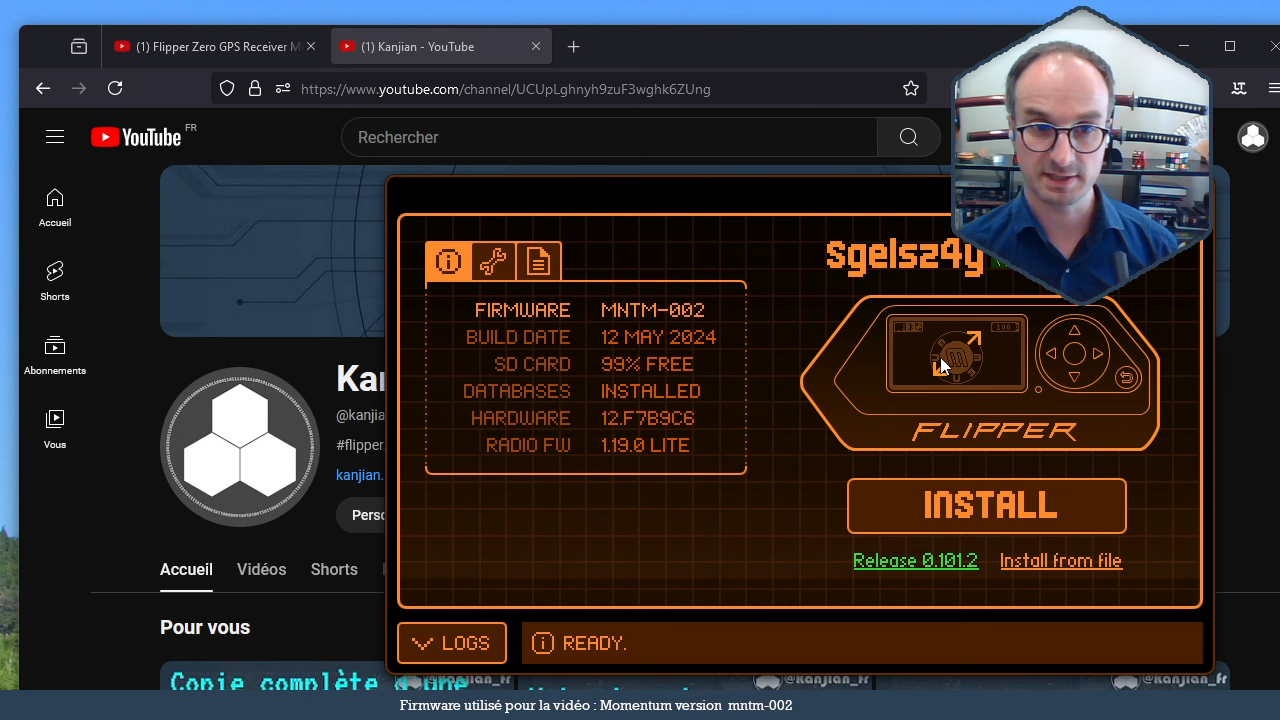 (1) Flipper Zero GPS Receiver M
(1) Kanjian - YouTube
https://www.youtube.com/channel/UCUpLghnyh9zuF3wghk6ZUng
YouTube FR
Rechercher
Accueil
Shorts
Abonnements
Vous
Kan
@kanjia
#flipper
kanjian.
Perso
Accueil
Vidéos
Shorts
Pour vous
Copie complète d'une
@kanjian_fr
@kanjian_fr
@kanjian_fr
sgelsz4y
FIRMWARE MNTM-002
BUILD DATE 12 MAY 2024
SD CARD 99% FREE
DATABASES INSTALLED
HARDWARE 12.F7B9C6
RADIO FW 1.19.0 LITE
FLIPPER
INSTALL
Release 0.101.2
Install from file
LOGS
READY.
Firmware utilisé pour la vidéo : Momentum version mntm-002